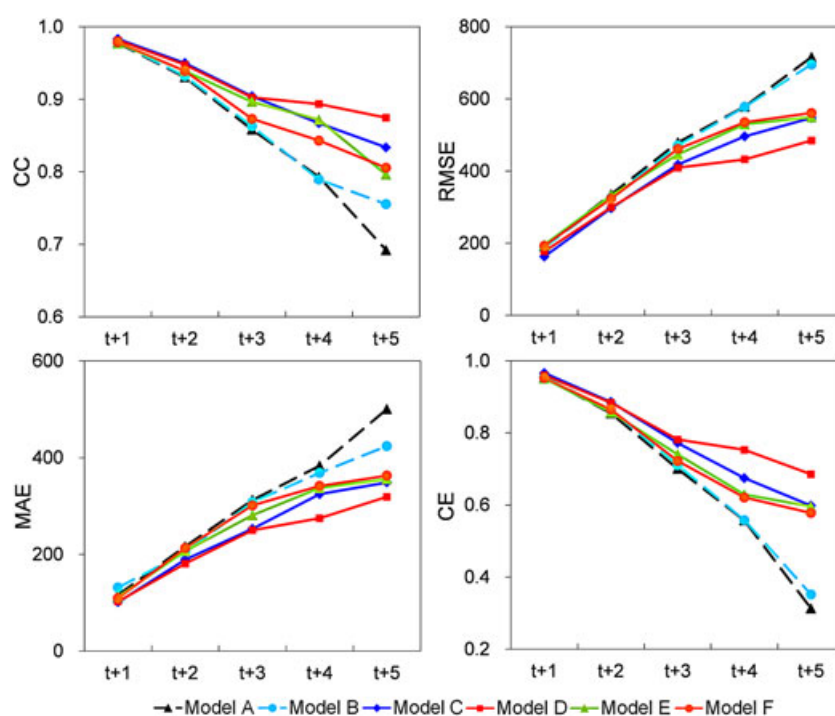 1.0
0.9
0.8
0.7
0.6
CC
t+1 t+2 t+3 t+4 t+5
800
600
400
200
0
RMSE
t+1 t+2 t+3 t+4 t+5
600
400
200
0
MAE
t+1 t+2 t+3 t+4 t+5
1.0
0.8
0.6
0.4
0.2
CE
t+1 t+2 t+3 t+4 t+5
Model A Model B Model C Model D Model E Model F